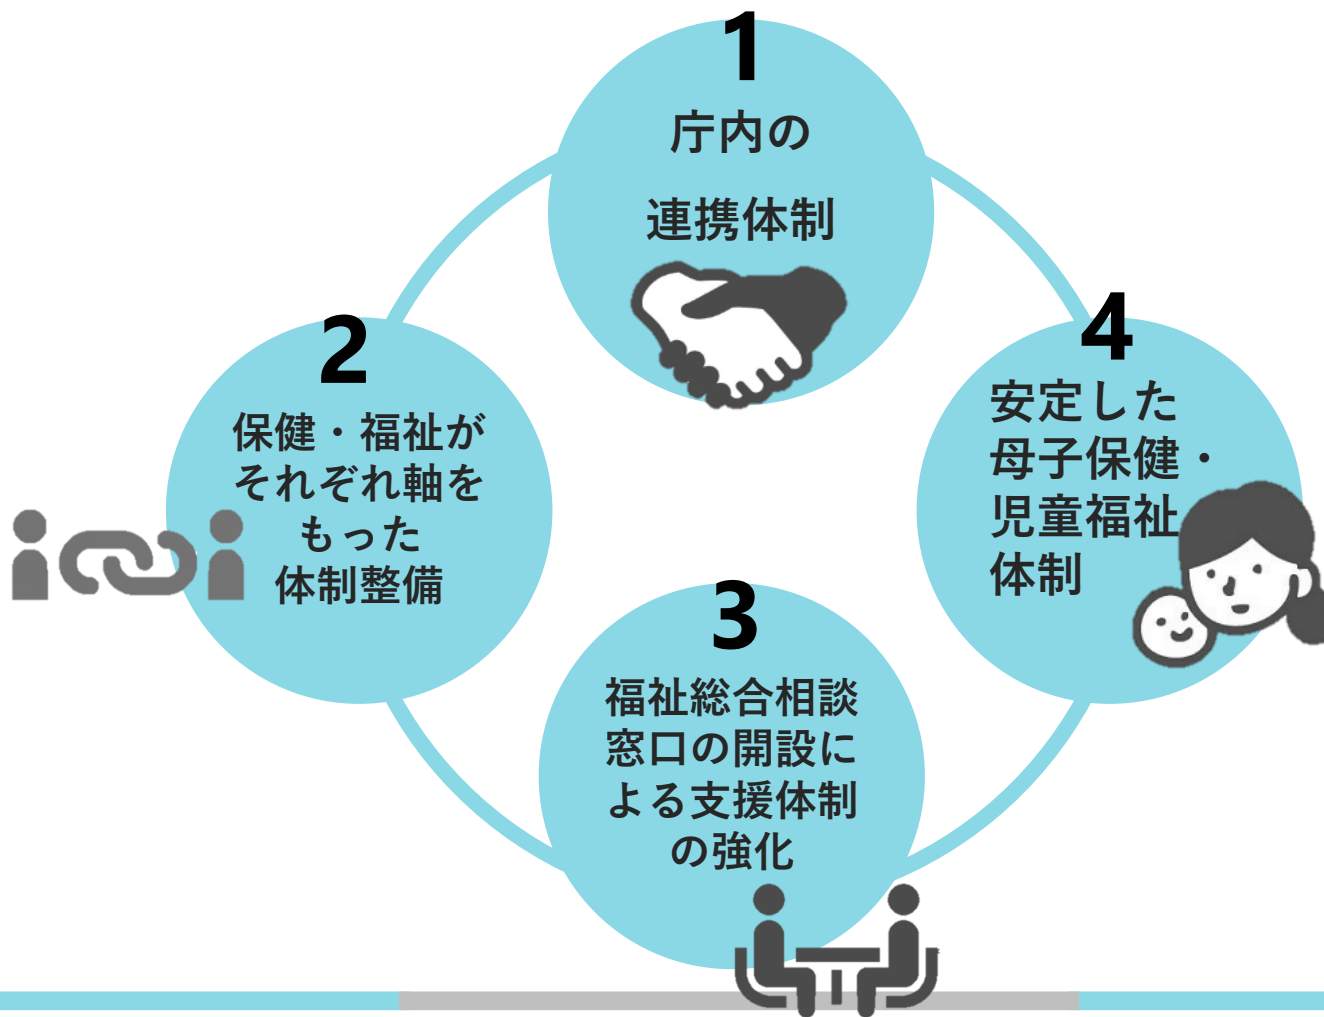 1
庁内の
連携体制
2
保健・福祉が
それぞれ軸を
もった
体制整備
3
福祉総合相談
窓口の開設に
よる支援体制
の強化
4
安定した
母子保健・
児童福祉
体制